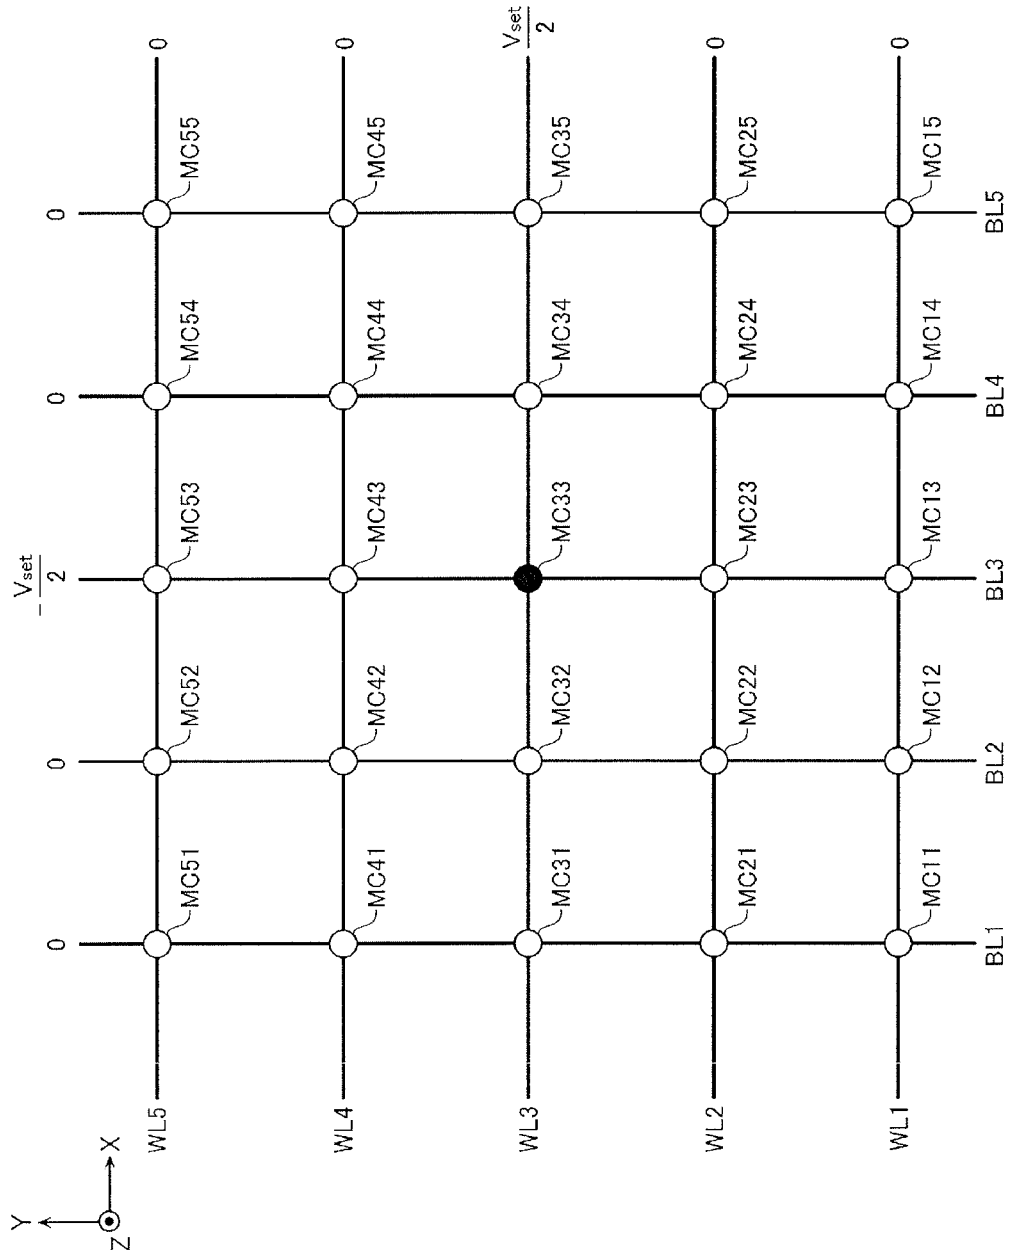 Y
X
Z
0
0
- Vset / 2
0
0
WL5
0
MC51
MC52
MC53
MC54
MC55
WL4
0
MC41
MC42
MC43
MC44
MC45
WL3
Vset / 2
MC31
MC32
MC33
MC34
MC35
WL2
0
MC21
MC22
MC23
MC24
MC25
WL1
0
MC11
MC12
MC13
MC14
MC15
BL1
BL2
BL3
BL4
BL5